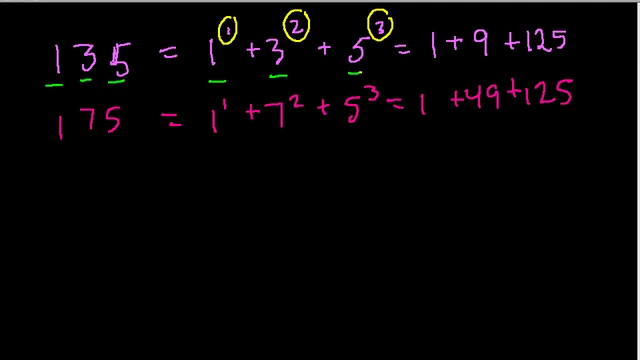 135 = 1¹ + 3² + 5³ = 1 + 9 + 125
175 = 1¹ + 7² + 5³ = 1 + 49 + 125